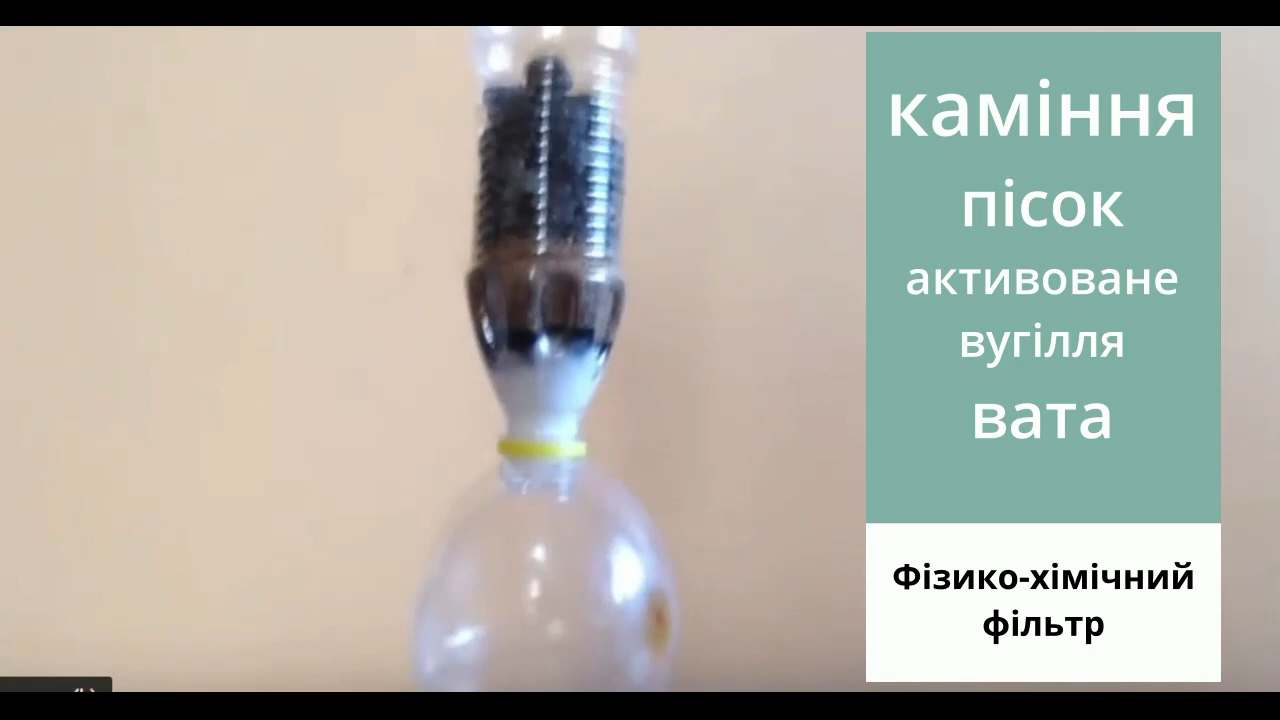 каміння
пісок
активоване
вугілля
вата
Фізико-хімічний
фільтр